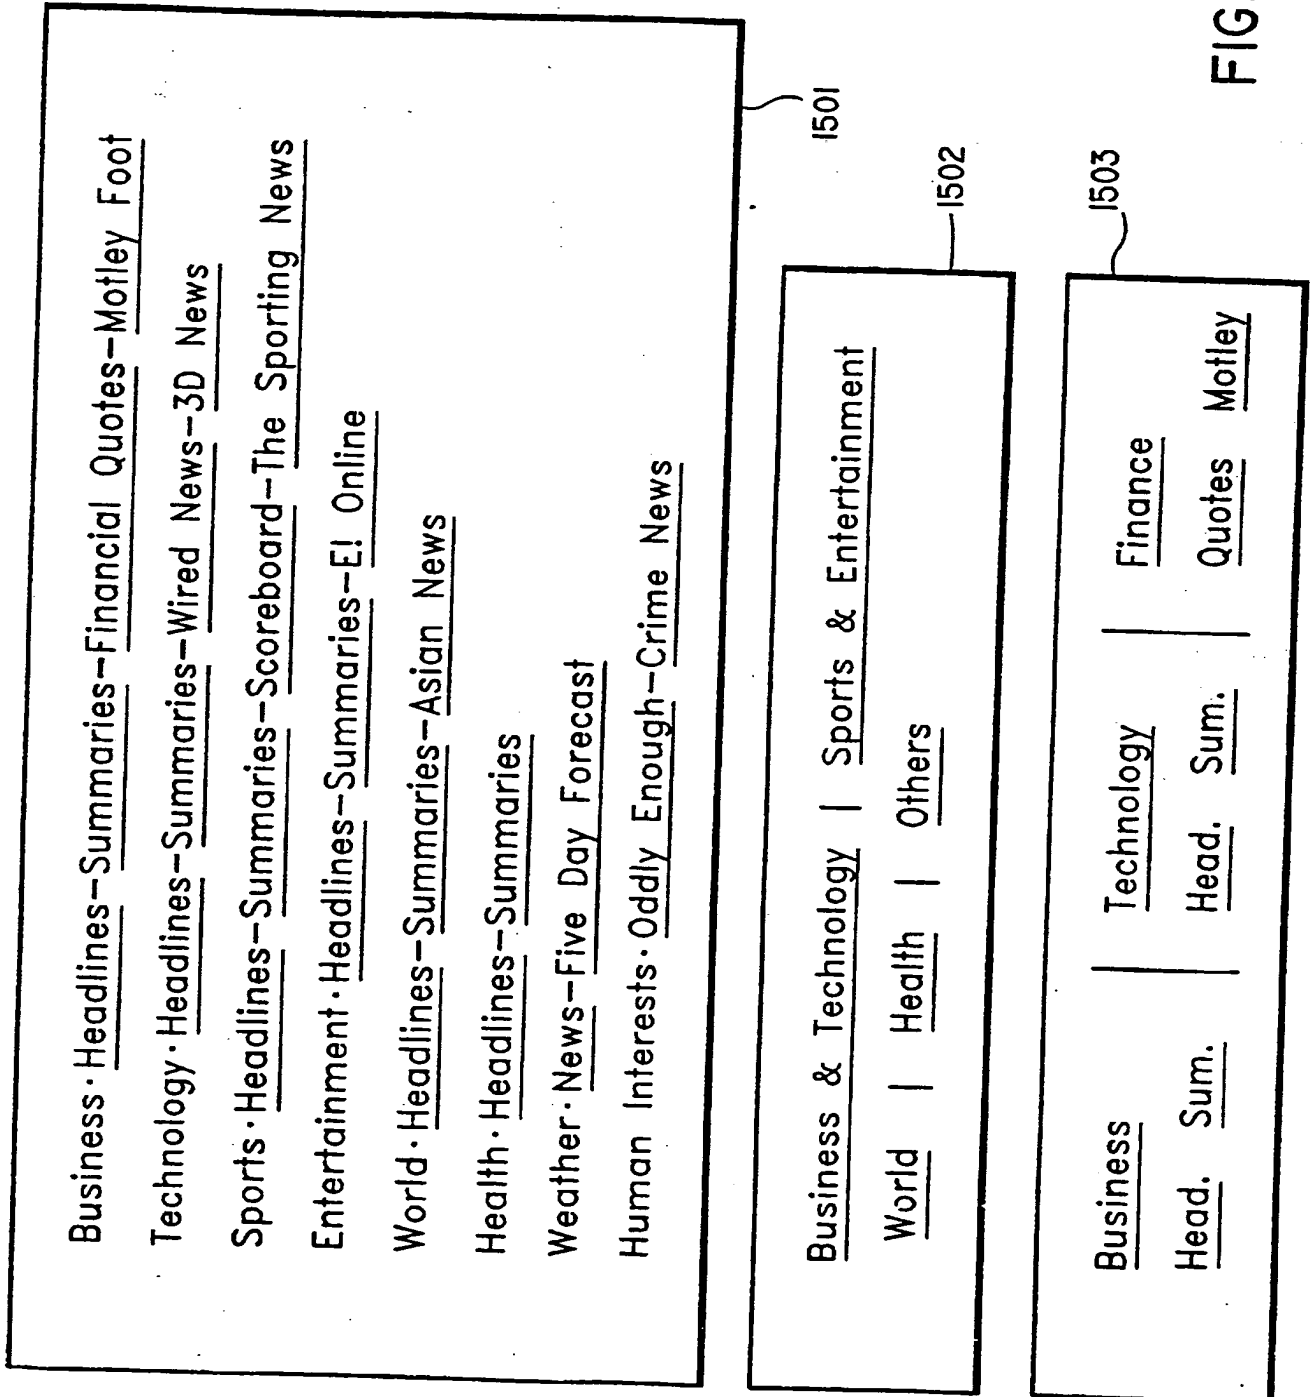 Business · Headlines–Summaries–Financial Quotes–Motley Foot
Technology · Headlines–Summaries–Wired News–3D News
Sports · Headlines–Summaries–Scoreboard–The Sporting News
Entertainment · Headlines–Summaries–E! Online
World · Headlines–Summaries–Asian News
Health · Headlines–Summaries
Weather · News–Five Day Forecast
Human Interests · Oddly Enough–Crime News
1501
Business & Technology | Sports & Entertainment
World | Health | Others
1502
Business | Technology | Finance
Head. Sum. | Head. Sum. | Quotes Motley
1503
FIG